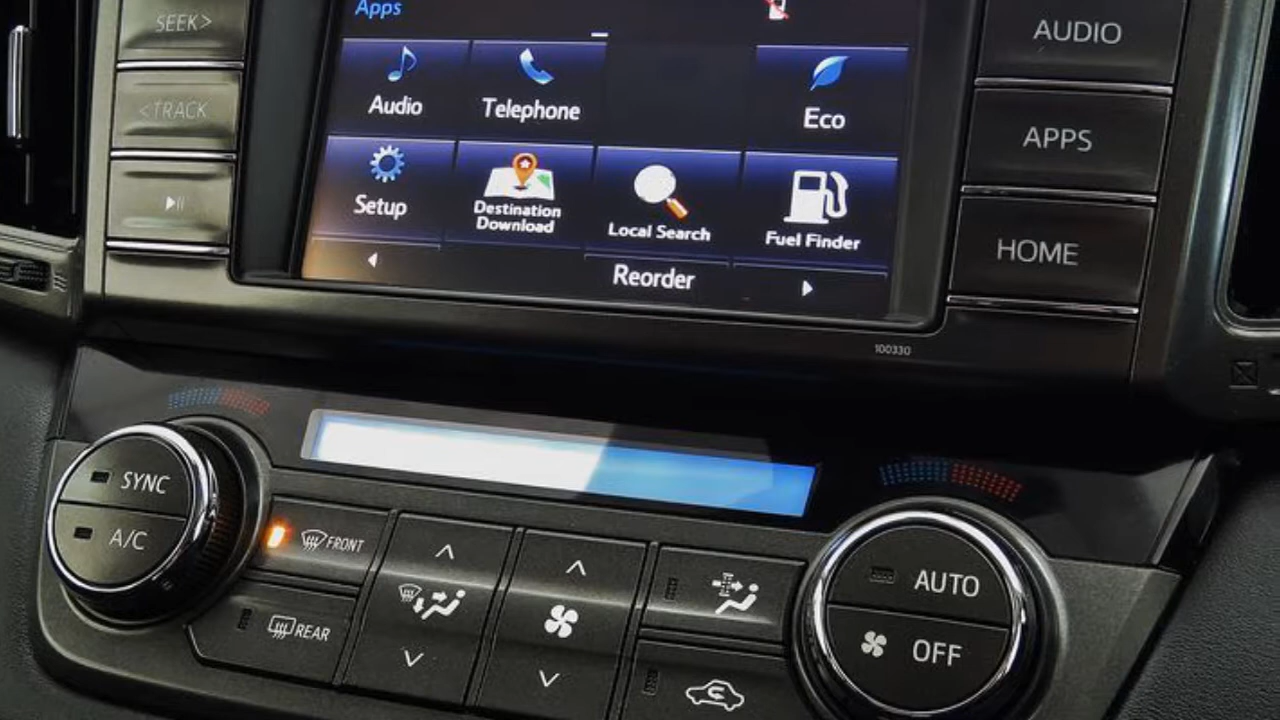 SEEK>
<TRACK
Apps
Audio
Telephone
Eco
Setup
Destination
Download
Local Search
Fuel Finder
Reorder
AUDIO
APPS
HOME
100330
SYNC
A/C
FRONT
REAR
AUTO
OFF